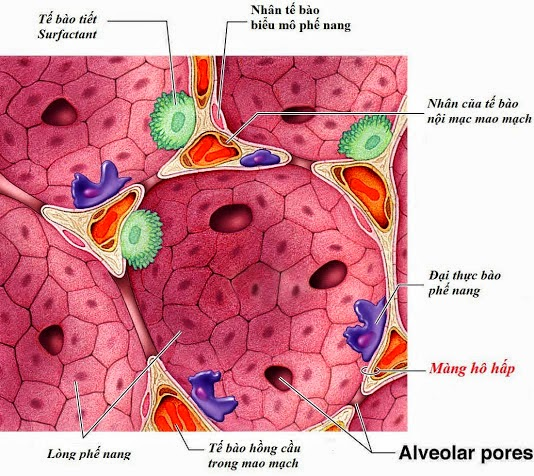 Tế bào tiết
Surfactant
Nhân tế bào
biểu mô phế nang
Nhân của tế bào
nội mạc mao mạch
Đại thực bào
phế nang
Màng hô hấp
Lòng phế nang
Tế bào hồng cầu
trong mao mạch
Alveolar pores